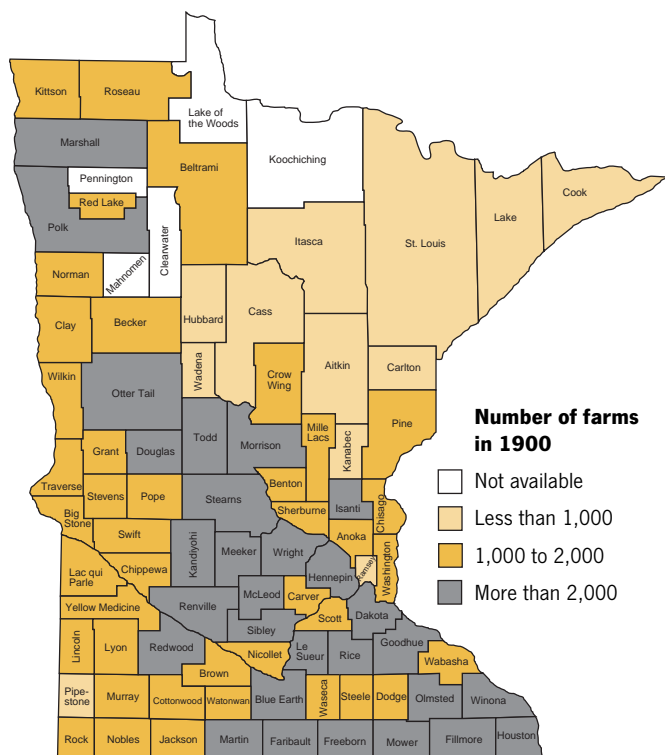 Kittson
Roseau
Lake of
the Woods
Marshall
Koochiching
Beltrami
Pennington
Red Lake
Polk
Clearwater
Cook
Lake
Itasca
St. Louis
Norman
Mahnomen
Hubbard
Cass
Clay
Becker
Wadena
Aitkin
Carlton
Wilkin
Crow
Wing
Otter Tail
Pine
Mille
Lacs
Kanabec
Todd
Morrison
Grant
Douglas
Number of farms
in 1900
Not available
Less than 1,000
1,000 to 2,000
More than 2,000
Traverse
Stevens
Pope
Stearns
Benton
Sherburne
Isanti
Chisago
Big
Stone
Swift
Kandiyohi
Meeker
Wright
Anoka
Ramsey
Washington
Lac qui
Parle
Chippewa
Hennepin
Yellow Medicine
Renville
McLeod
Carver
Scott
Dakota
Sibley
Lincoln
Lyon
Redwood
Nicollet
Le
Sueur
Rice
Goodhue
Wabasha
Brown
Pipe-
stone
Murray
Cottonwood
Watonwan
Blue Earth
Waseca
Steele
Dodge
Olmsted
Winona
Rock
Nobles
Jackson
Martin
Faribault
Freeborn
Mower
Fillmore
Houston